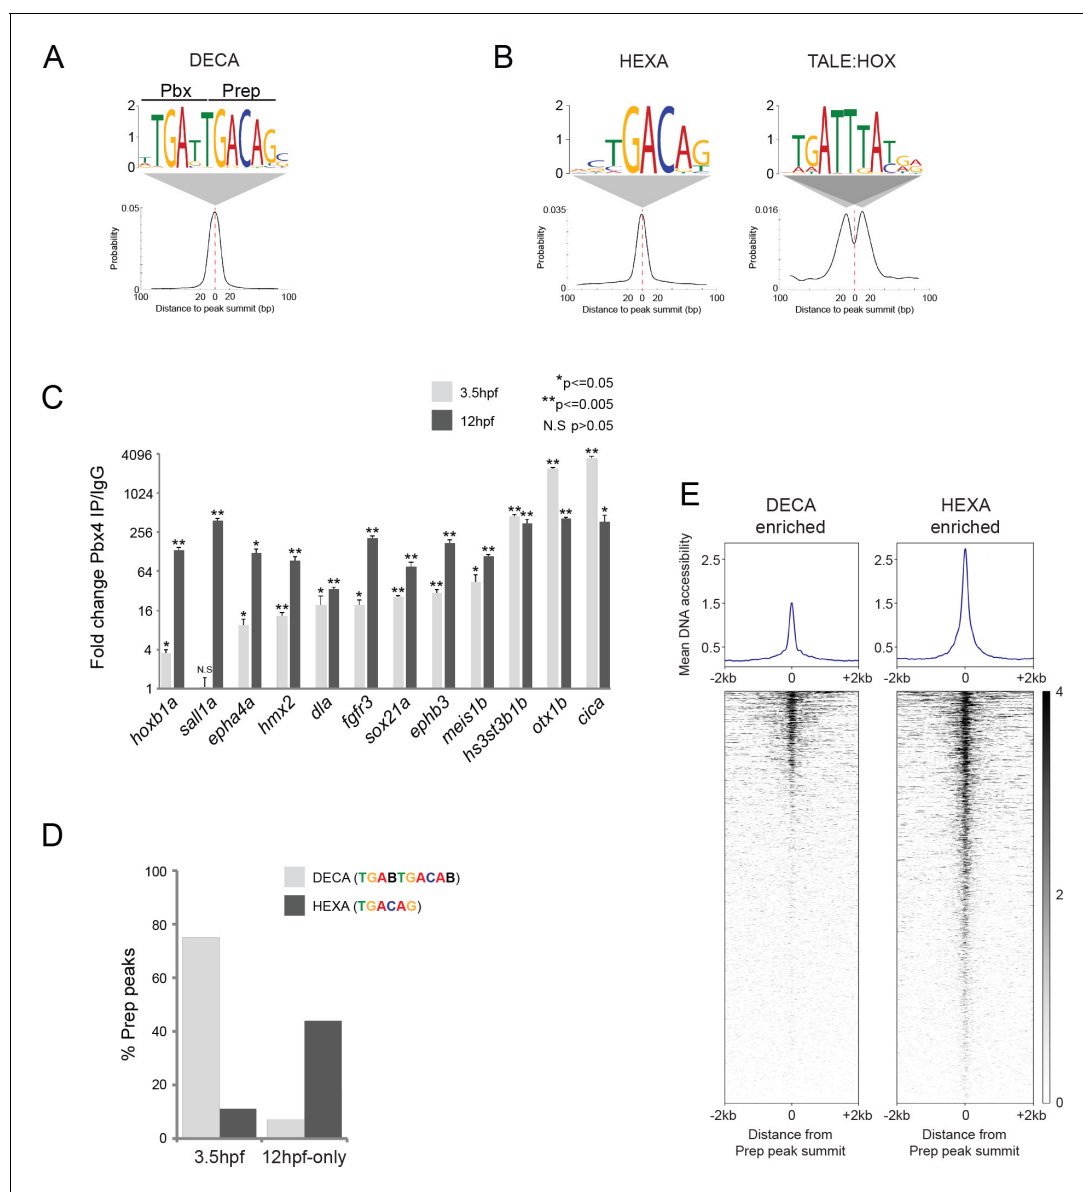 A
DECA
Pbx Prep
2
1
0
TGATTGACAG
0.05
Probability
0
100 20 0 20 100
Distance to peak summit (bp)
B
HEXA
2
1
0
TGACAG
0.035
Probability
0
100 20 0 20 100
Distance to peak summit (bp)
TALE:HOX
2
1
0
TGATTTAT
0.016
Probability
0
100 20 0 20 100
Distance to peak summit (bp)
C
3.5hpf
12hpf
*p<=0.05
**p<=0.005
N.S p>0.05
Fold change Pbx4 IP/IgG
4096
1024
256
64
16
4
1
* ** N.S ** * * ** ** * ** * ** ** ** ** ** * ** ** ** ** ** ** *
hoxb1a sall1a epha4a hmx2 dla fgfr3 sox21a ephb3 meis1b hs3st3b1b otx1b cica
D
% Prep peaks
100
80
60
40
20
0
DECA (TGABTGACAB)
HEXA (TGACAG)
3.5hpf 12hpf-only
E
DECA
enriched
HEXA
enriched
Mean DNA accessibility
2.5
1.5
0.5
-2kb 0 +2kb
2.5
1.5
0.5
-2kb 0 +2kb
4
2
0
-2kb 0 +2kb
Distance from
Prep peak summit
-2kb 0 +2kb
Distance from
Prep peak summit